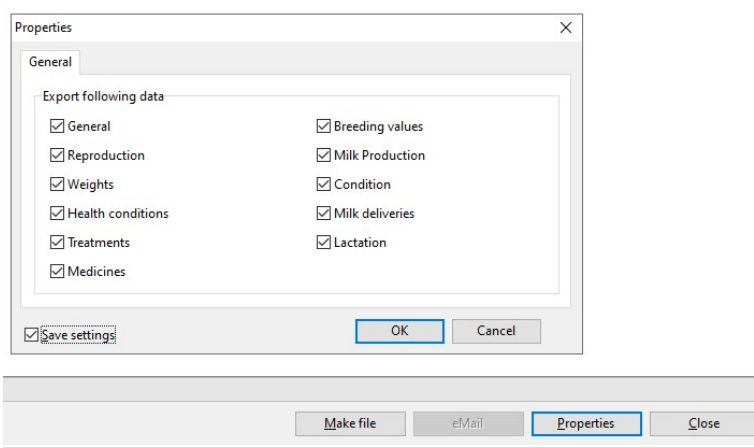 Properties
General
Export following data
General
Breeding values
Reproduction
Milk Production
Weights
Condition
Health conditions
Milk deliveries
Treatments
Lactation
Medicines
Save settings
OK
Cancel
Make file
eMail
Properties
Close